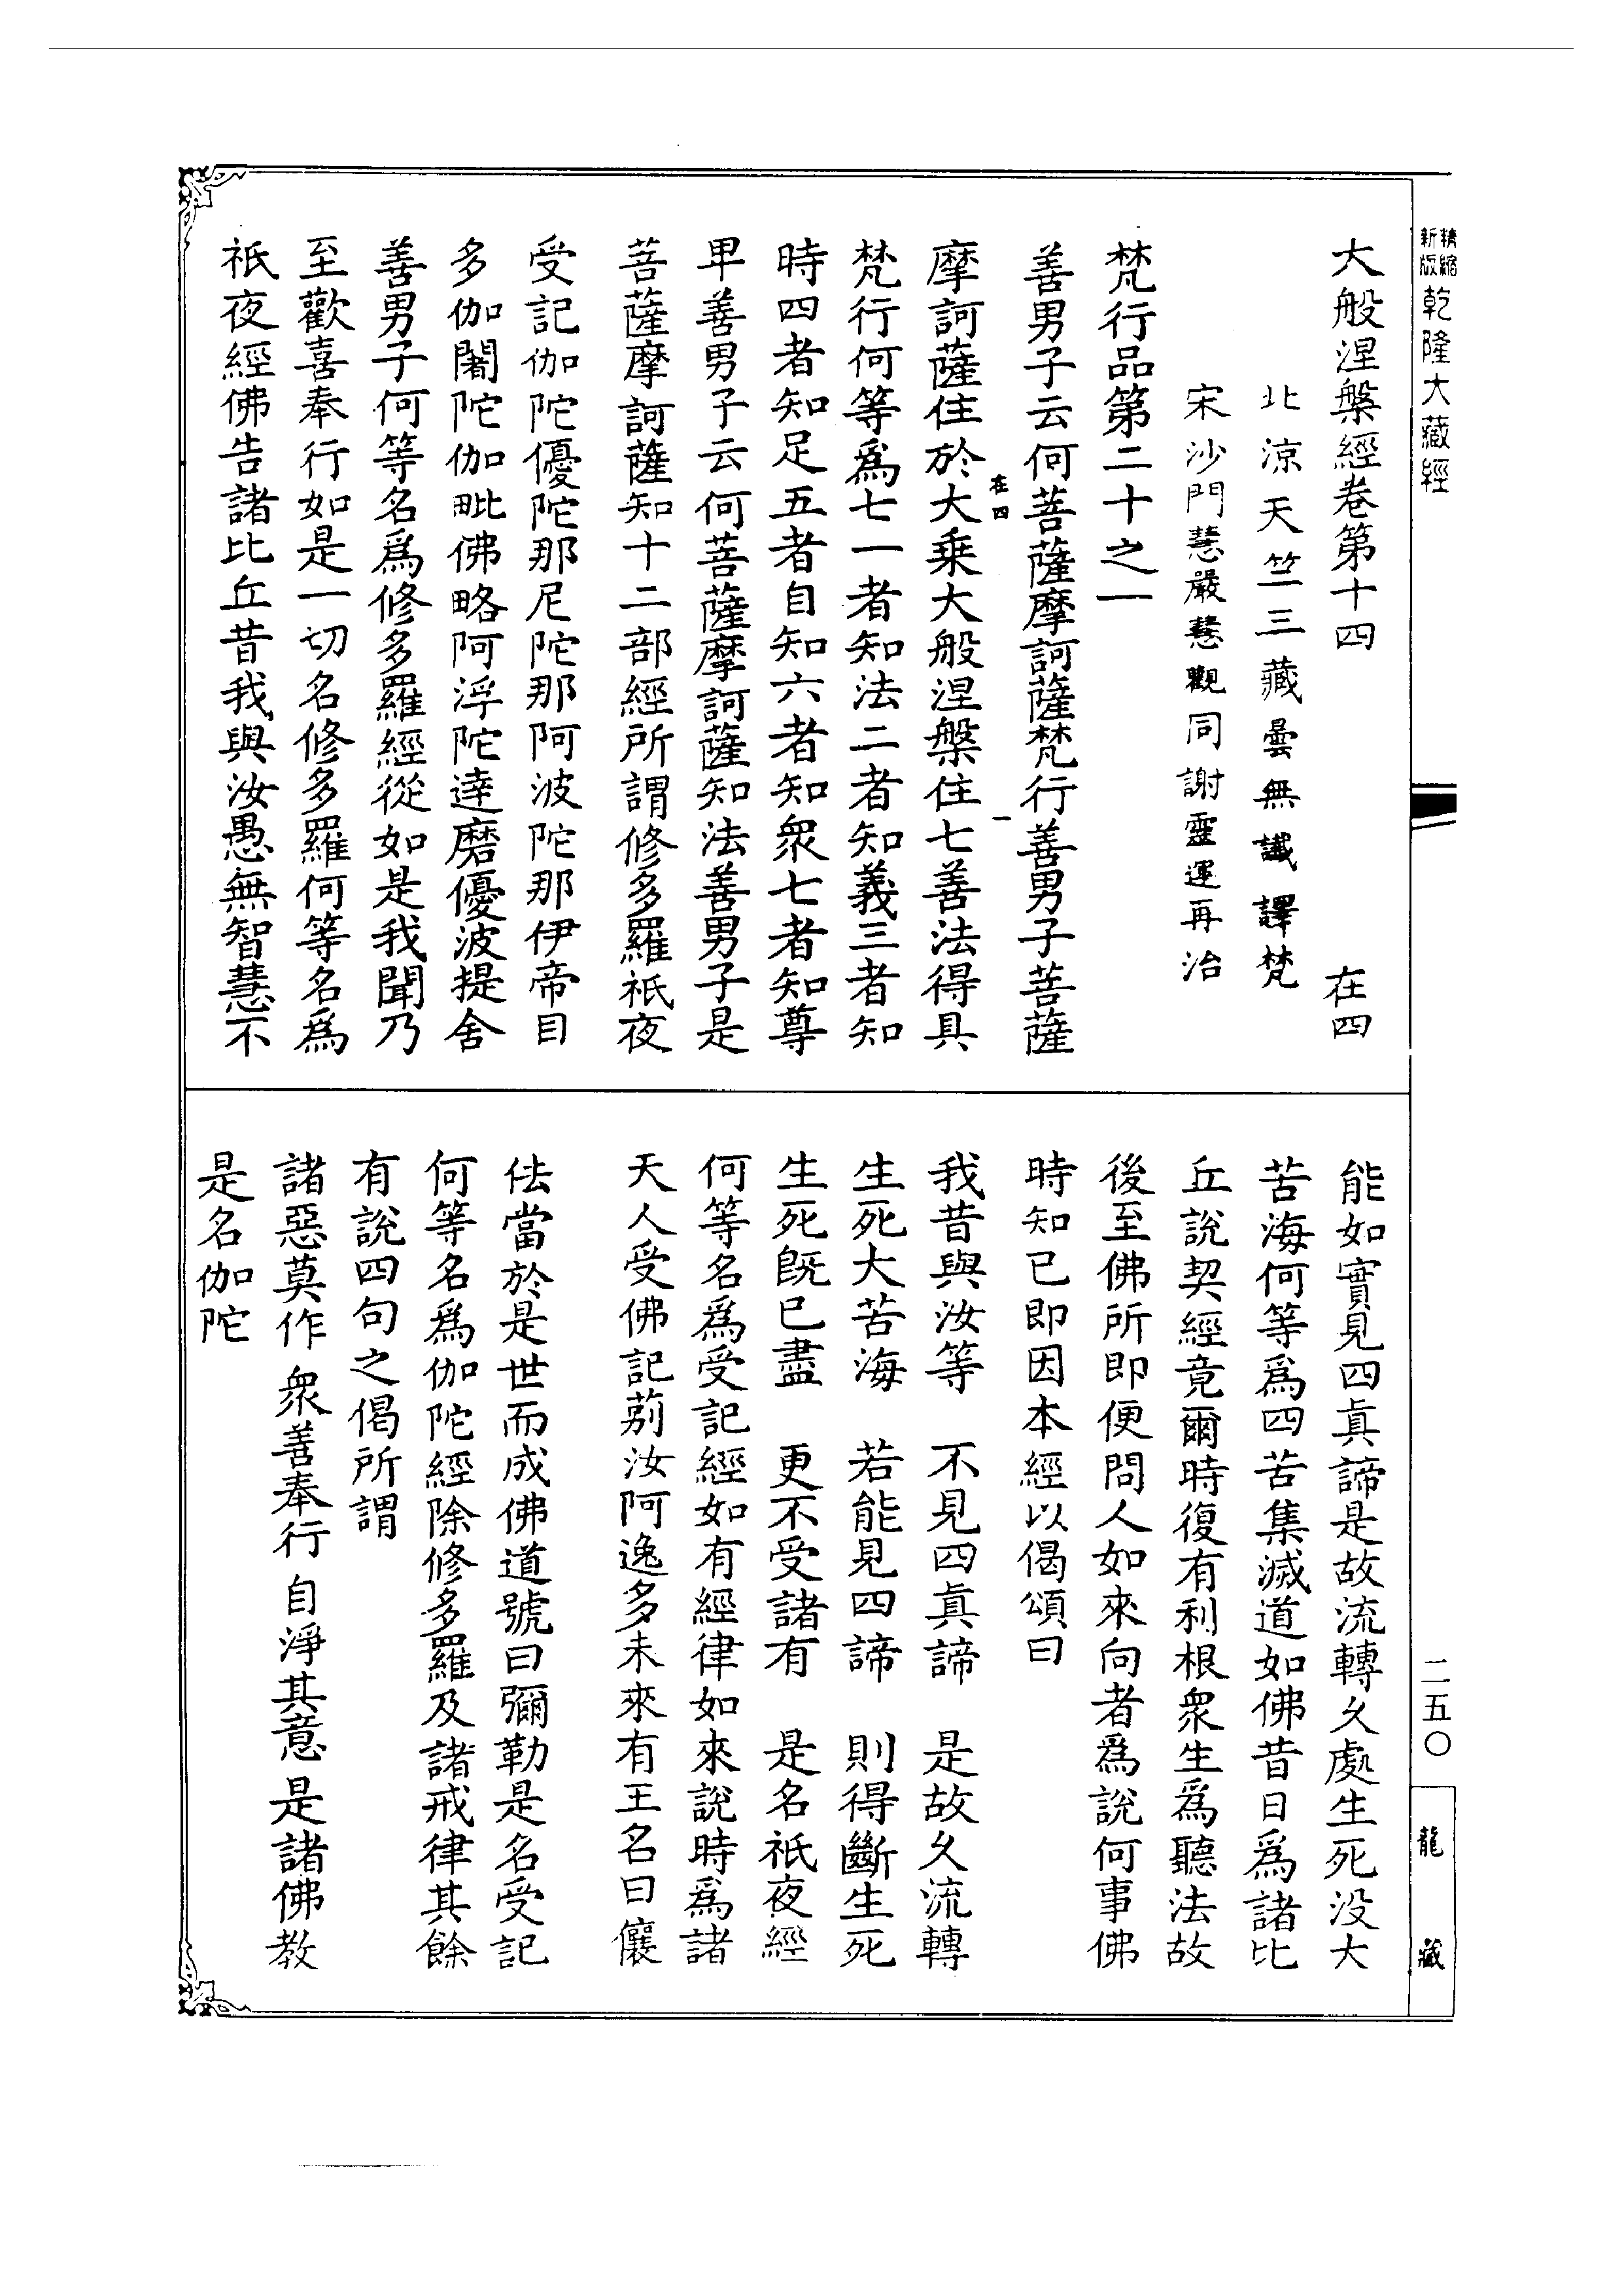 精縮
新版
乾隆大藏經
大般涅槃經卷第十四 在四
北涼天竺三藏曇無讖譯梵
宋沙門慧嚴慧觀同謝靈運再治
梵行品第二十之一
善男子云何菩薩摩訶薩梵行善男子菩薩
在四 一
摩訶薩住於大乗大般涅槃住七善法得具
梵行何等爲七一者知法二者知義三者知
時四者知足五者自知六者知衆七者知尊
卑善男子云何菩薩摩訶薩知法善男子是
菩薩摩訶薩知十二部經所謂修多羅祇夜
受記伽陀優陀那尼陀那阿波陀那伊帝目
多伽闍陀伽毗佛略阿浮陀達磨優波提舍
善男子何等名爲修多羅經從如是我聞乃
至歡喜奉行如是一切名修多羅何等名爲
祇夜經佛告諸比丘昔我與汝愚無智慧不
能如實見四眞諦是故流轉久處生死没大
苦海何等爲四苦集滅道如佛昔日爲諸比
丘說契經竟爾時復有利根衆生爲聽法故
後至佛所即便問人如來向者爲說何事佛
時知已即因本經以偈頌曰
我昔與汝等 不見四眞諦 是故久流轉
生死大苦海 若能見四諦 則得斷生死
生死旣已盡 更不受諸有 是名祇夜經
何等名爲受記經如有經律如來說時爲諸
天人受佛記莂汝阿逸多未來有王名曰儴
佉當於是世而成佛道號曰彌勒是名受記
何等名爲伽陀經除修多羅及諸戒律其餘
有說四句之偈所謂
諸惡莫作 衆善奉行 自淨其意 是諸佛教
是名伽陀
二五〇
龍藏